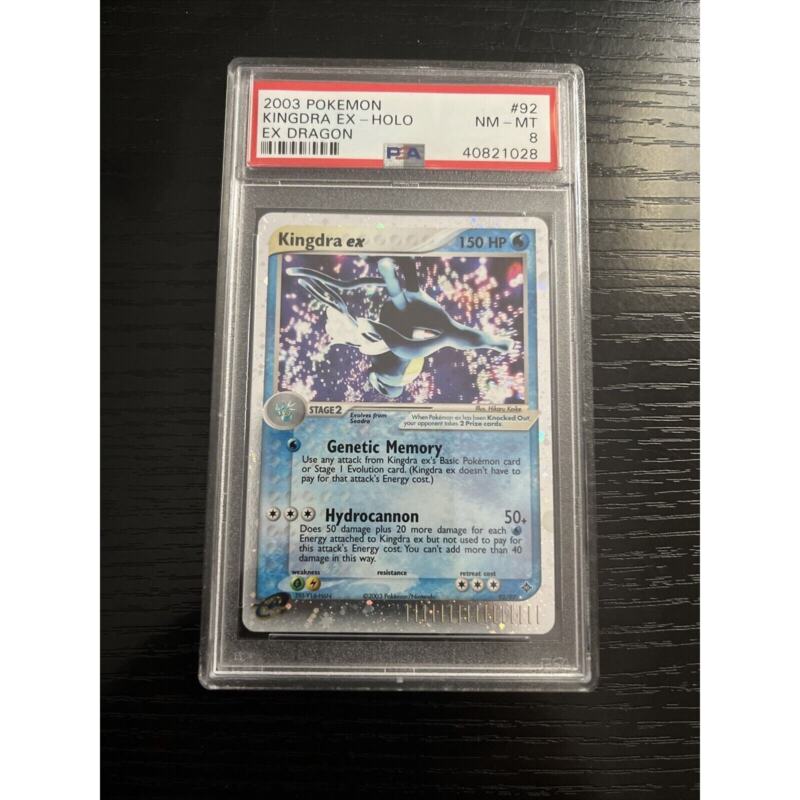 2003 POKEMON #92
KINGDRA EX - HOLO NM - MT
EX DRAGON 8
PSA 40821028
Kingdra ex 150 HP
Illus. Hikaru Koike
STAGE 2 Evolves from Seadra
When Pokémon ex has been Knocked Out,
your opponent takes 2 Prize cards.
Genetic Memory
Use any attack from Kingdra ex's Basic Pokémon card
or Stage 1 Evolution card. (Kingdra ex doesn't have to
pay for that attack's Energy cost.)
Hydrocannon 50+
Does 50 damage plus 20 more damage for each
Energy attached to Kingdra ex but not used to pay for
this attack's Energy cost. You can't add more than 40
damage in this way.
weakness resistance retreat cost
©2003 Pokémon/Nintendo 92/97